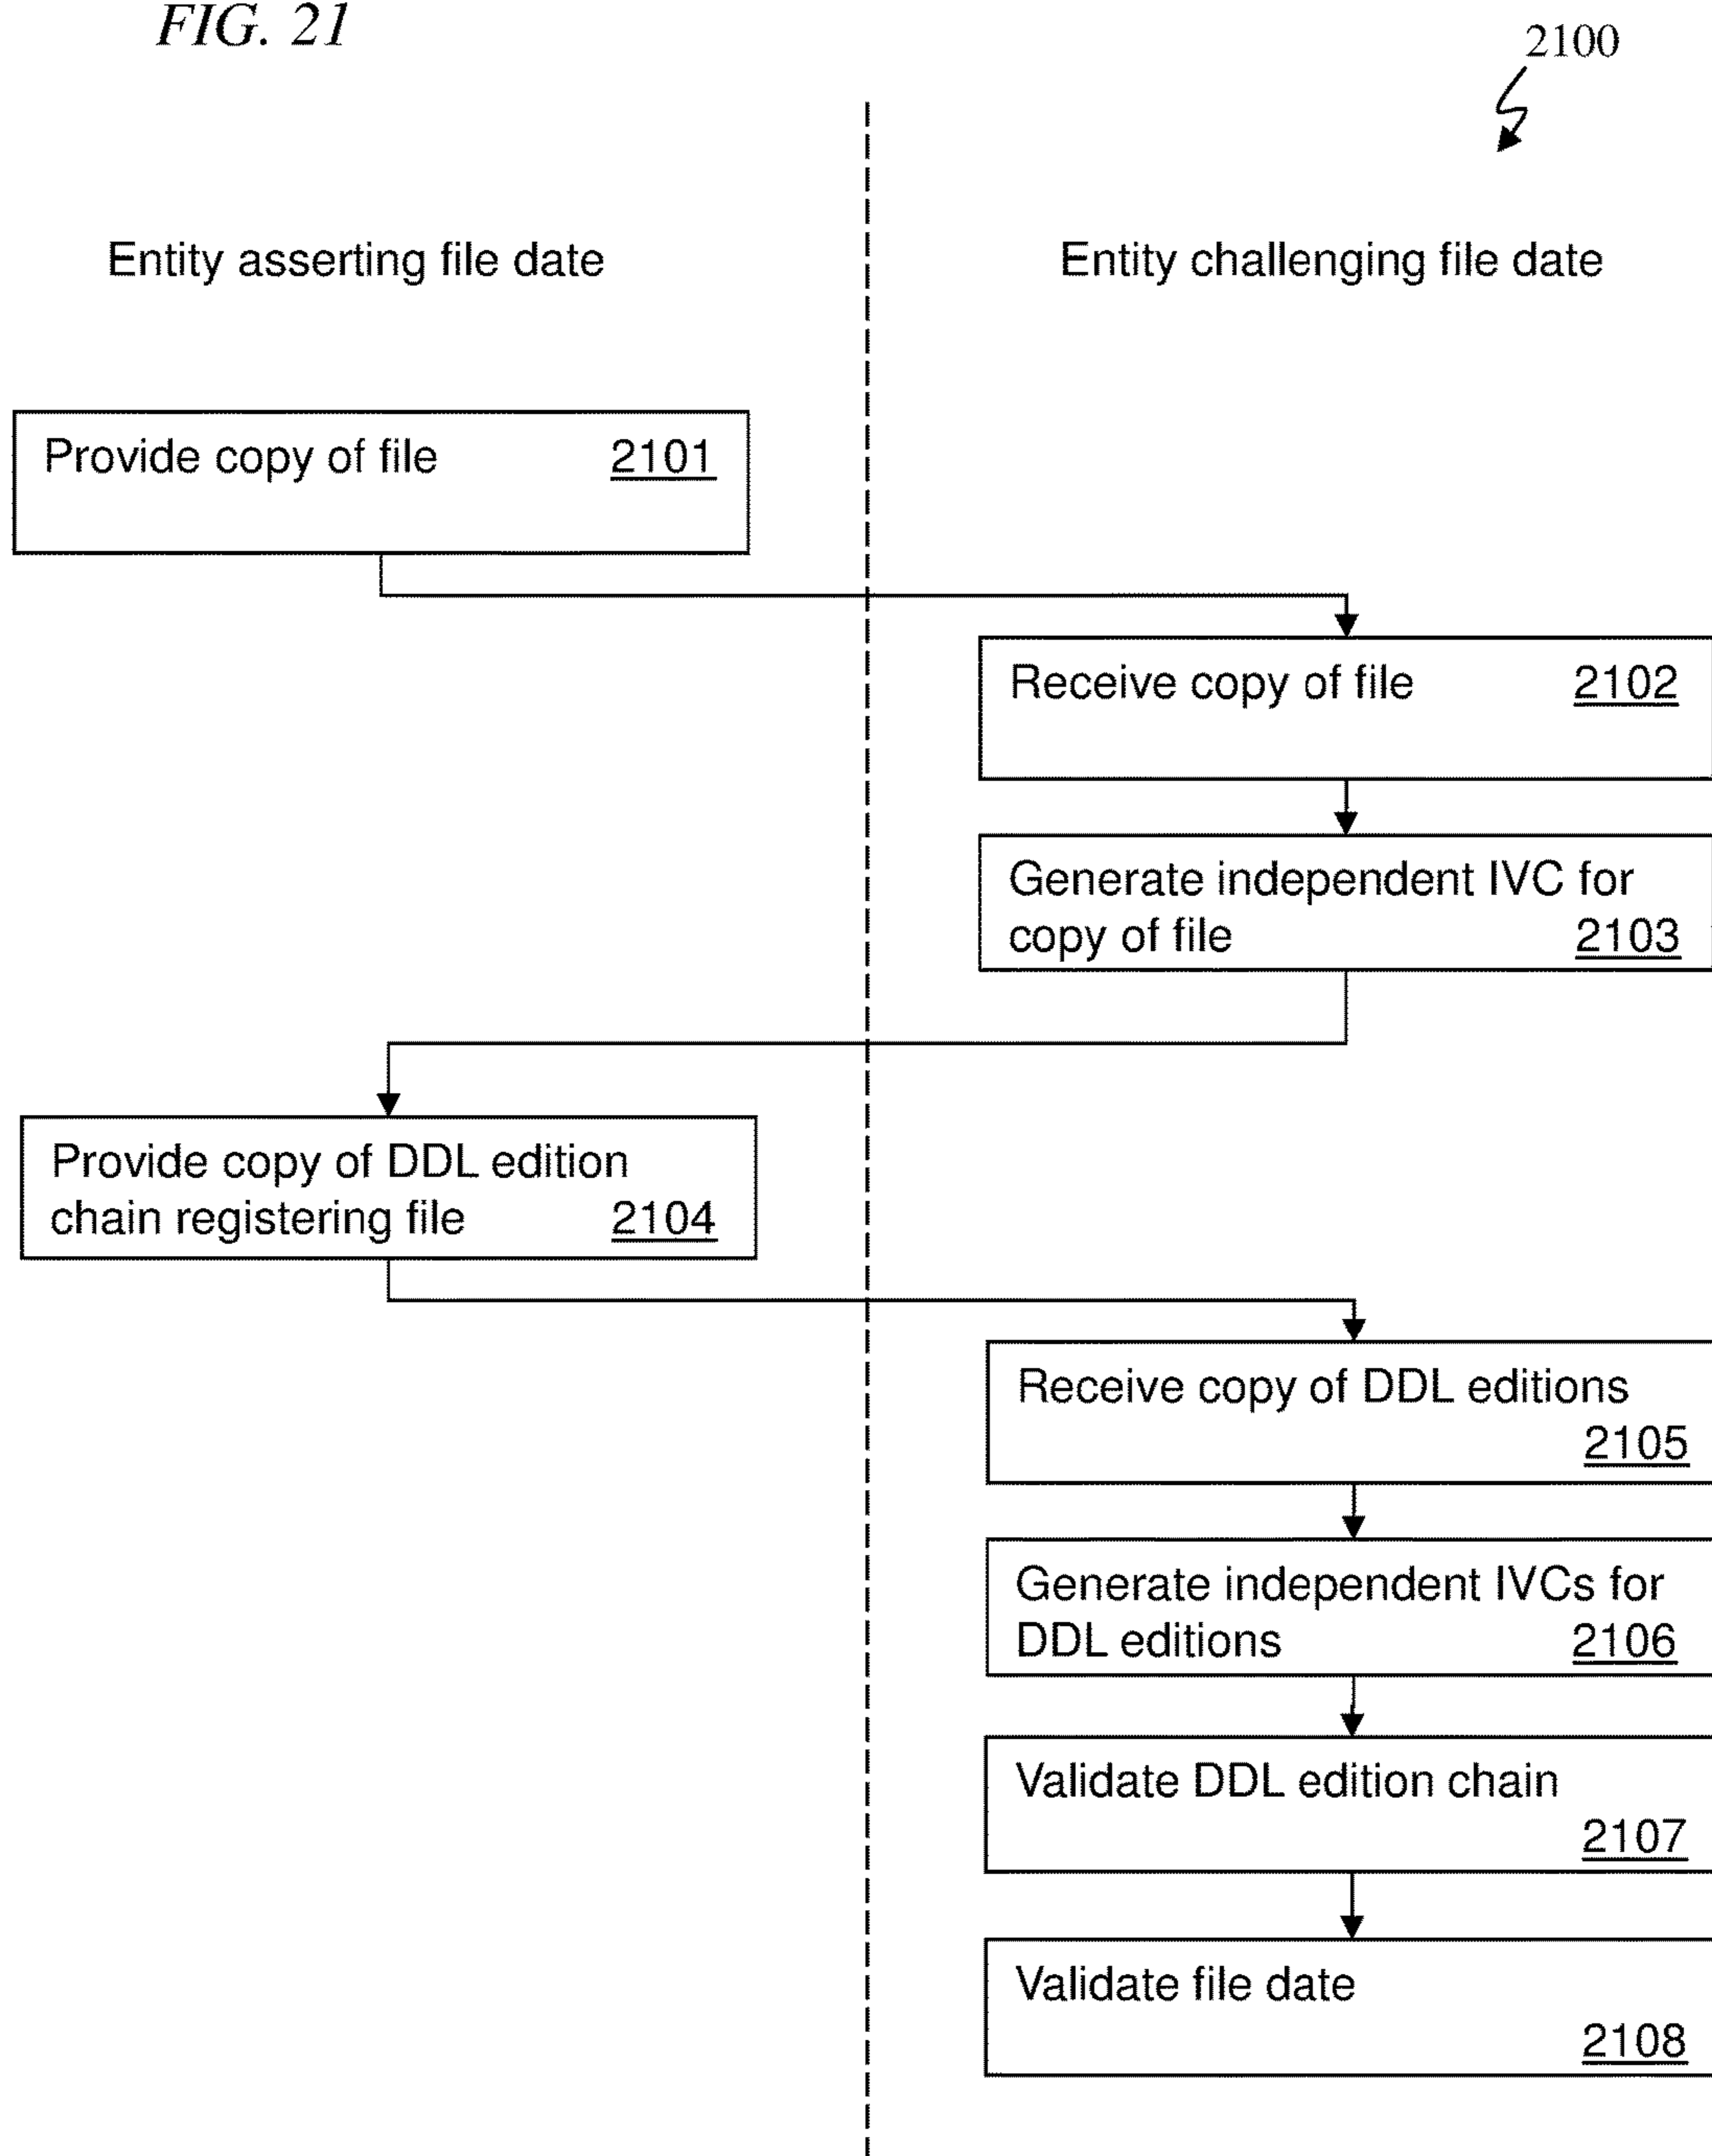 FIG. 21
2100
Entity asserting file date
Entity challenging file date
Provide copy of file 2101
Receive copy of file 2102
Generate independent IVC for
copy of file 2103
Provide copy of DDL edition
chain registering file 2104
Receive copy of DDL editions
2105
Generate independent IVCs for
DDL editions 2106
Validate DDL edition chain
2107
Validate file date
2108